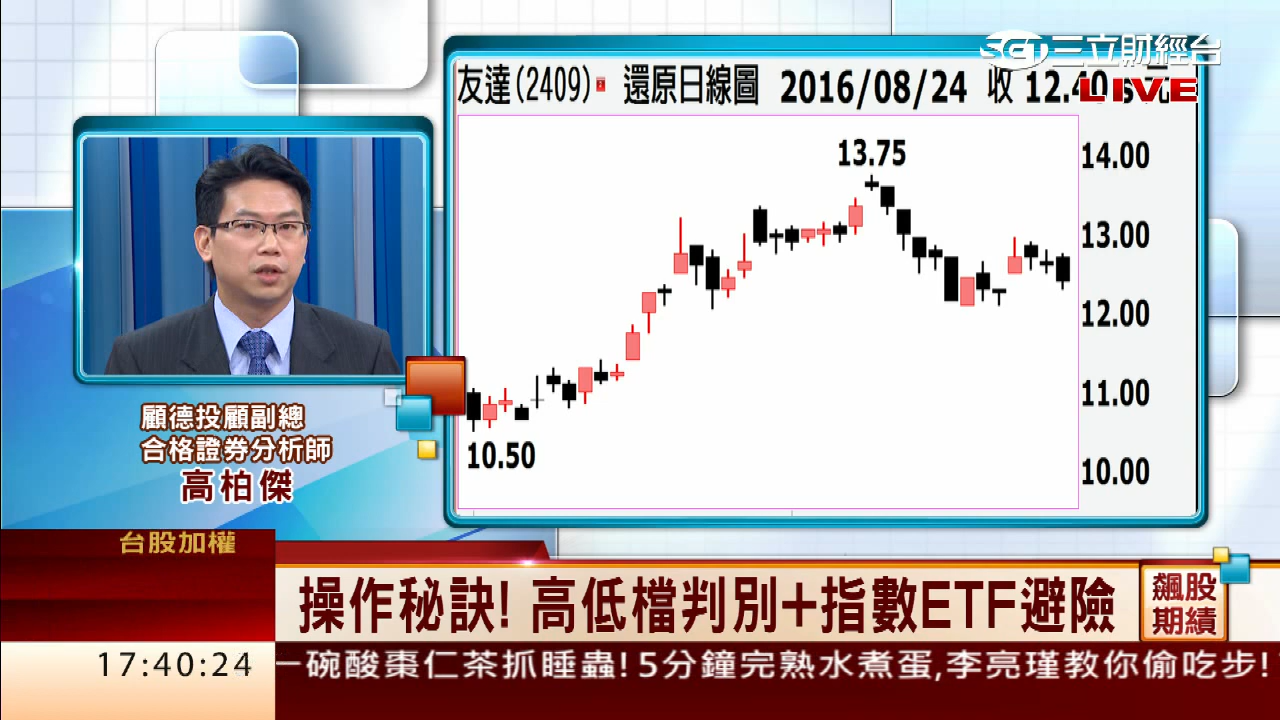 SET三立財經台
LIVE
友達(2409) 還原日線圖 2016/08/24 收 12.40
13.75
14.00
13.00
12.00
11.00
10.00
10.50
顧德投顧副總
合格證券分析師
高柏傑
台股加權
操作秘訣! 高低檔判別+指數ETF避險
飆股
期績
17:40:24
一碗酸棗仁茶抓睡蟲!5分鐘完熟水煮蛋,李亮瑾教你偷吃步!